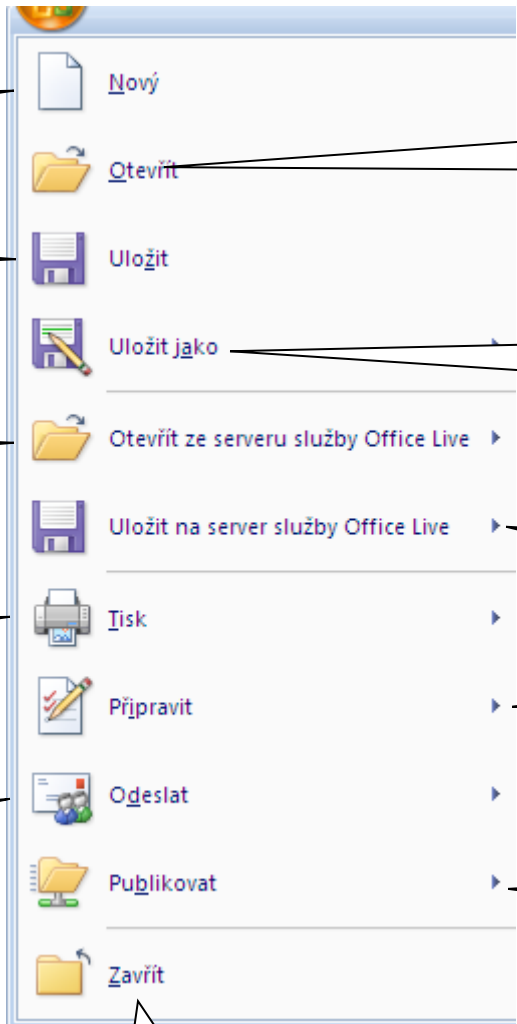 Nový
Otevřít
Uložit
Uložit jako
Otevřít ze serveru služby Office Live
Uložit na server služby Office Live
Tisk
Připravit
Odeslat
Publikovat
Zavřít